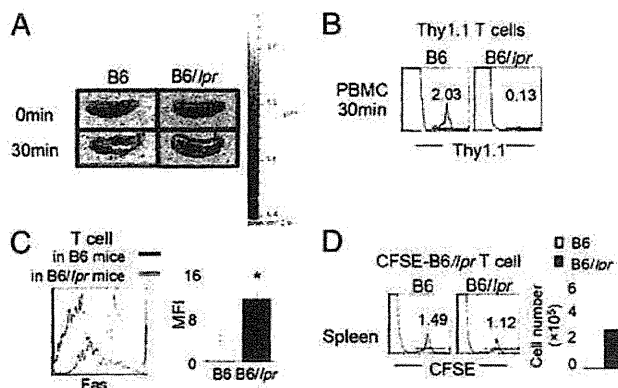 A
B6
B6/lpr
0min
30min
B
Thy1.1 T cells
B6
B6/lpr
PBMC
30min
2.03
0.13
Thy1.1
C
T cell
in B6 mice
in B6/lpr mice
Fas
MFI
16
8
0
*
B6 B6/lpr
D
B6
B6/lpr
CFSE-B6/lpr T cell
B6
B6/lpr
Spleen
1.49
1.12
CFSE
Cell number
(×10⁵)
6
4
2
0